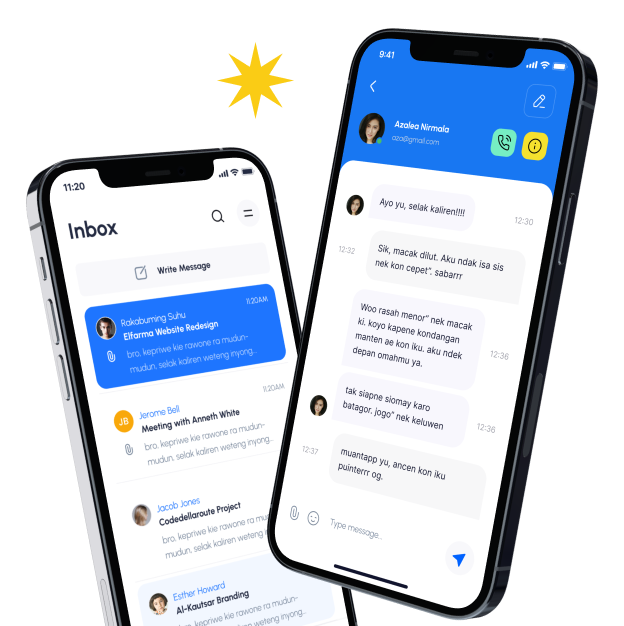 11:20
Inbox
Write Message
11.20AM
Rakabuming Suhu
Elfarma Website Redesign
bro, kepriwe kie rawone ra mudun-
mudun, selak kaliren weteng inyong...
11.20AM
JB
Jerome Bell
Meeting with Anneth White
bro, kepriwe kie rawone ra mudun-
mudun, selak kaliren weteng inyong...
Jacob Jones
Codedellaroute Project
bro, kepriwe kie rawone ra
mudun, selak kaliren weteng
Esther Howard
Al-Kautsar Branding
kepriwe kie rawone ra mudun-
selak kaliren weteng inyong...
9:41
Azalea Nirmala
aza@gmail.com
Ayo yu, selak kaliren!!!!
12:30
12:32
Sik, macak dilut. Aku ndak isa sis
nek kon cepet”. sabarrr
Woo rasah menor” nek macak
ki. koyo kapene kondangan
manten ae kon iku. aku ndek
depan omahmu ya.
12:36
tak siapne siomay karo
batagor. jogo” nek keluwen
12:36
12:37
muantapp yu, ancen kon iku
puinterrr og.
Type message...